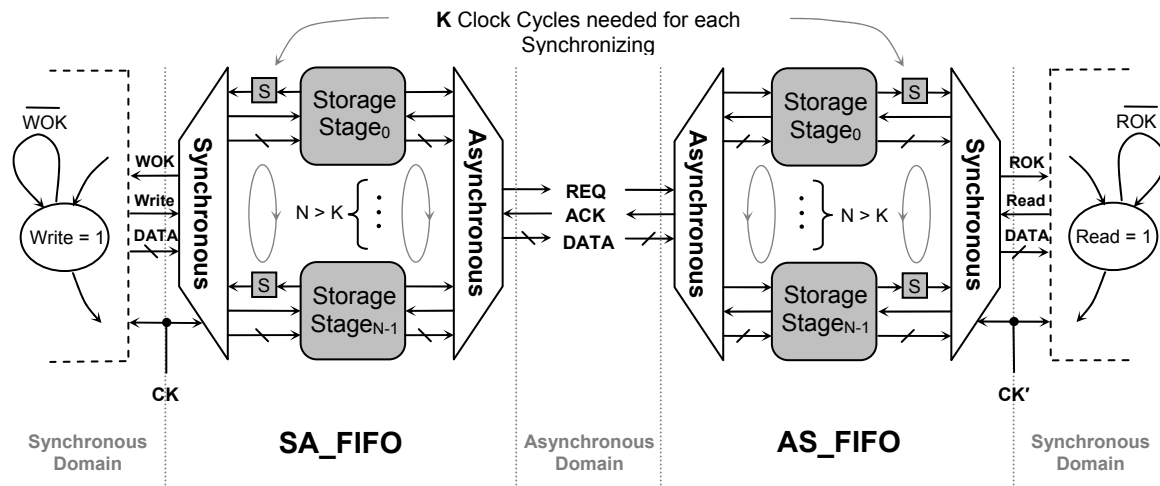 K Clock Cycles needed for each
Synchronizing
WOK
WOK
Write
DATA
Write = 1
CK
Synchronous
S
Storage
Stage0
N > K
S
Storage
StageN-1
Asynchronous
REQ
ACK
DATA
Asynchronous
Storage
Stage0
S
N > K
Storage
StageN-1
S
Synchronous
ROK
Read
DATA
CK'
ROK
Read = 1
Synchronous
Domain
SA_FIFO
Asynchronous
Domain
AS_FIFO
Synchronous
Domain